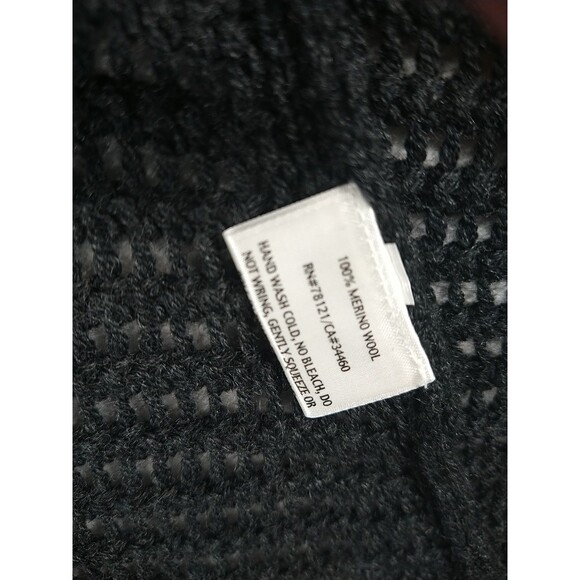 100% MERINO WOOL
RN#78121/CA#34460
HAND WASH COLD, NO BLEACH, DO
NOT WRING, GENTLY SQUEEZE OR